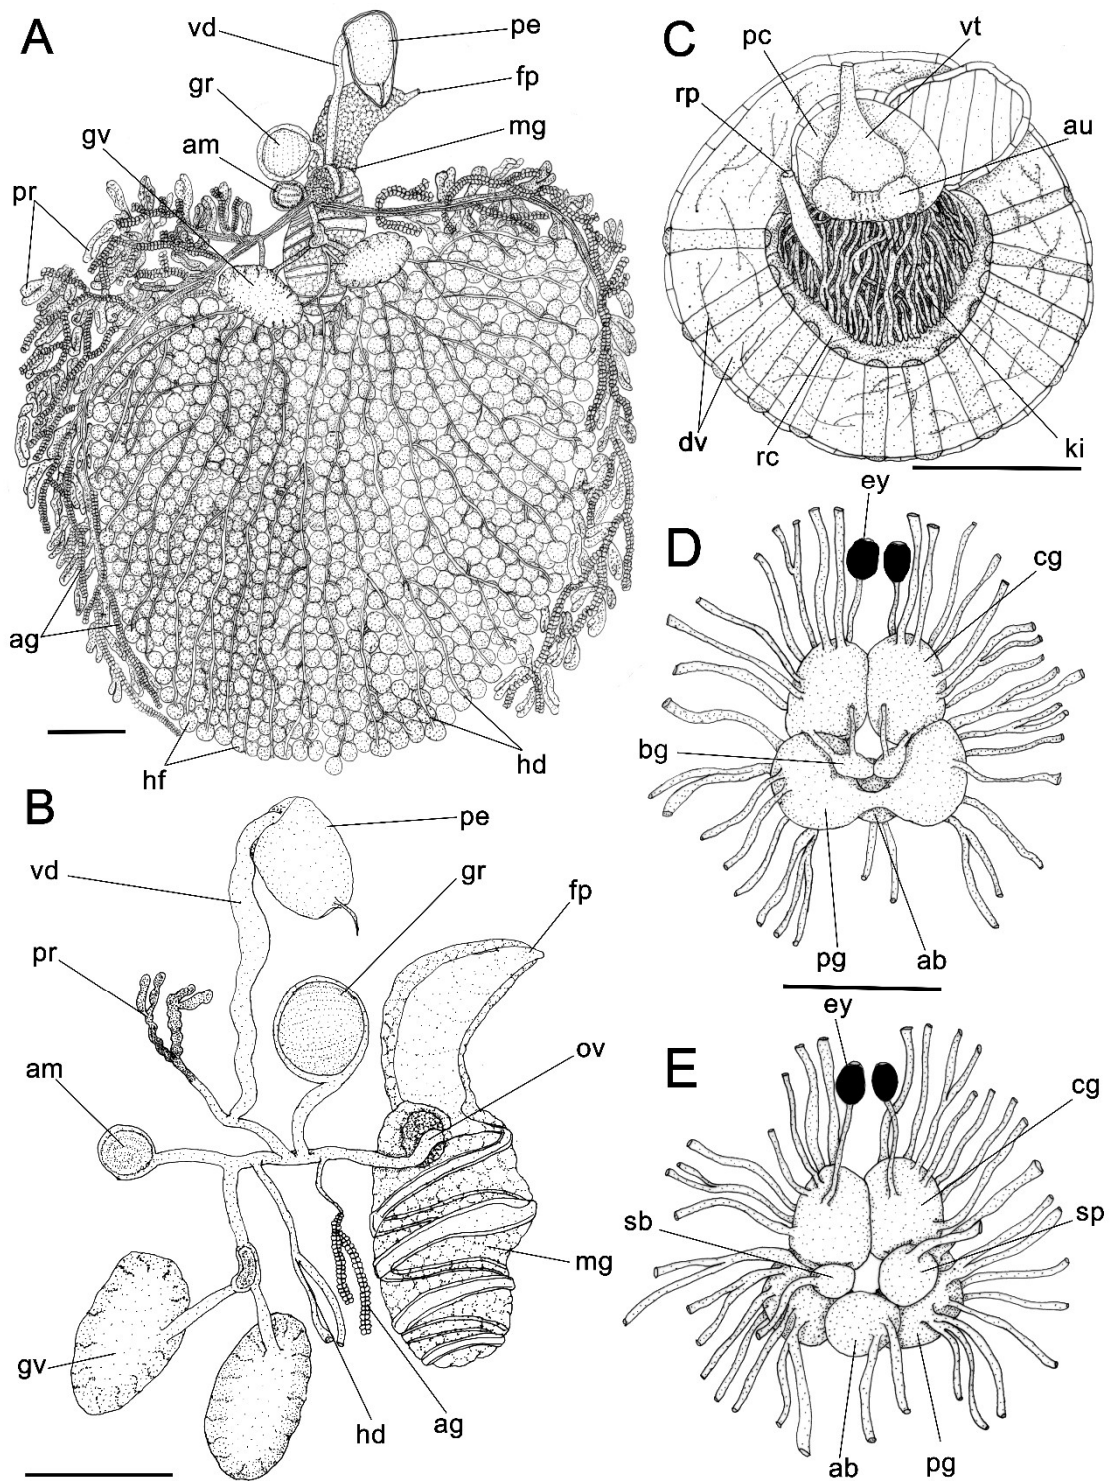 A
vd
pe
gr
fp
gv
am
mg
pr
ag
hf
hd
B
pe
vd
gr
fp
pr
ov
am
mg
gv
hd
ag
C
pc
vt
rp
au
dv
rc
ki
D
ey
cg
bg
pg
ab
E
ey
cg
sb
sp
ab
pg